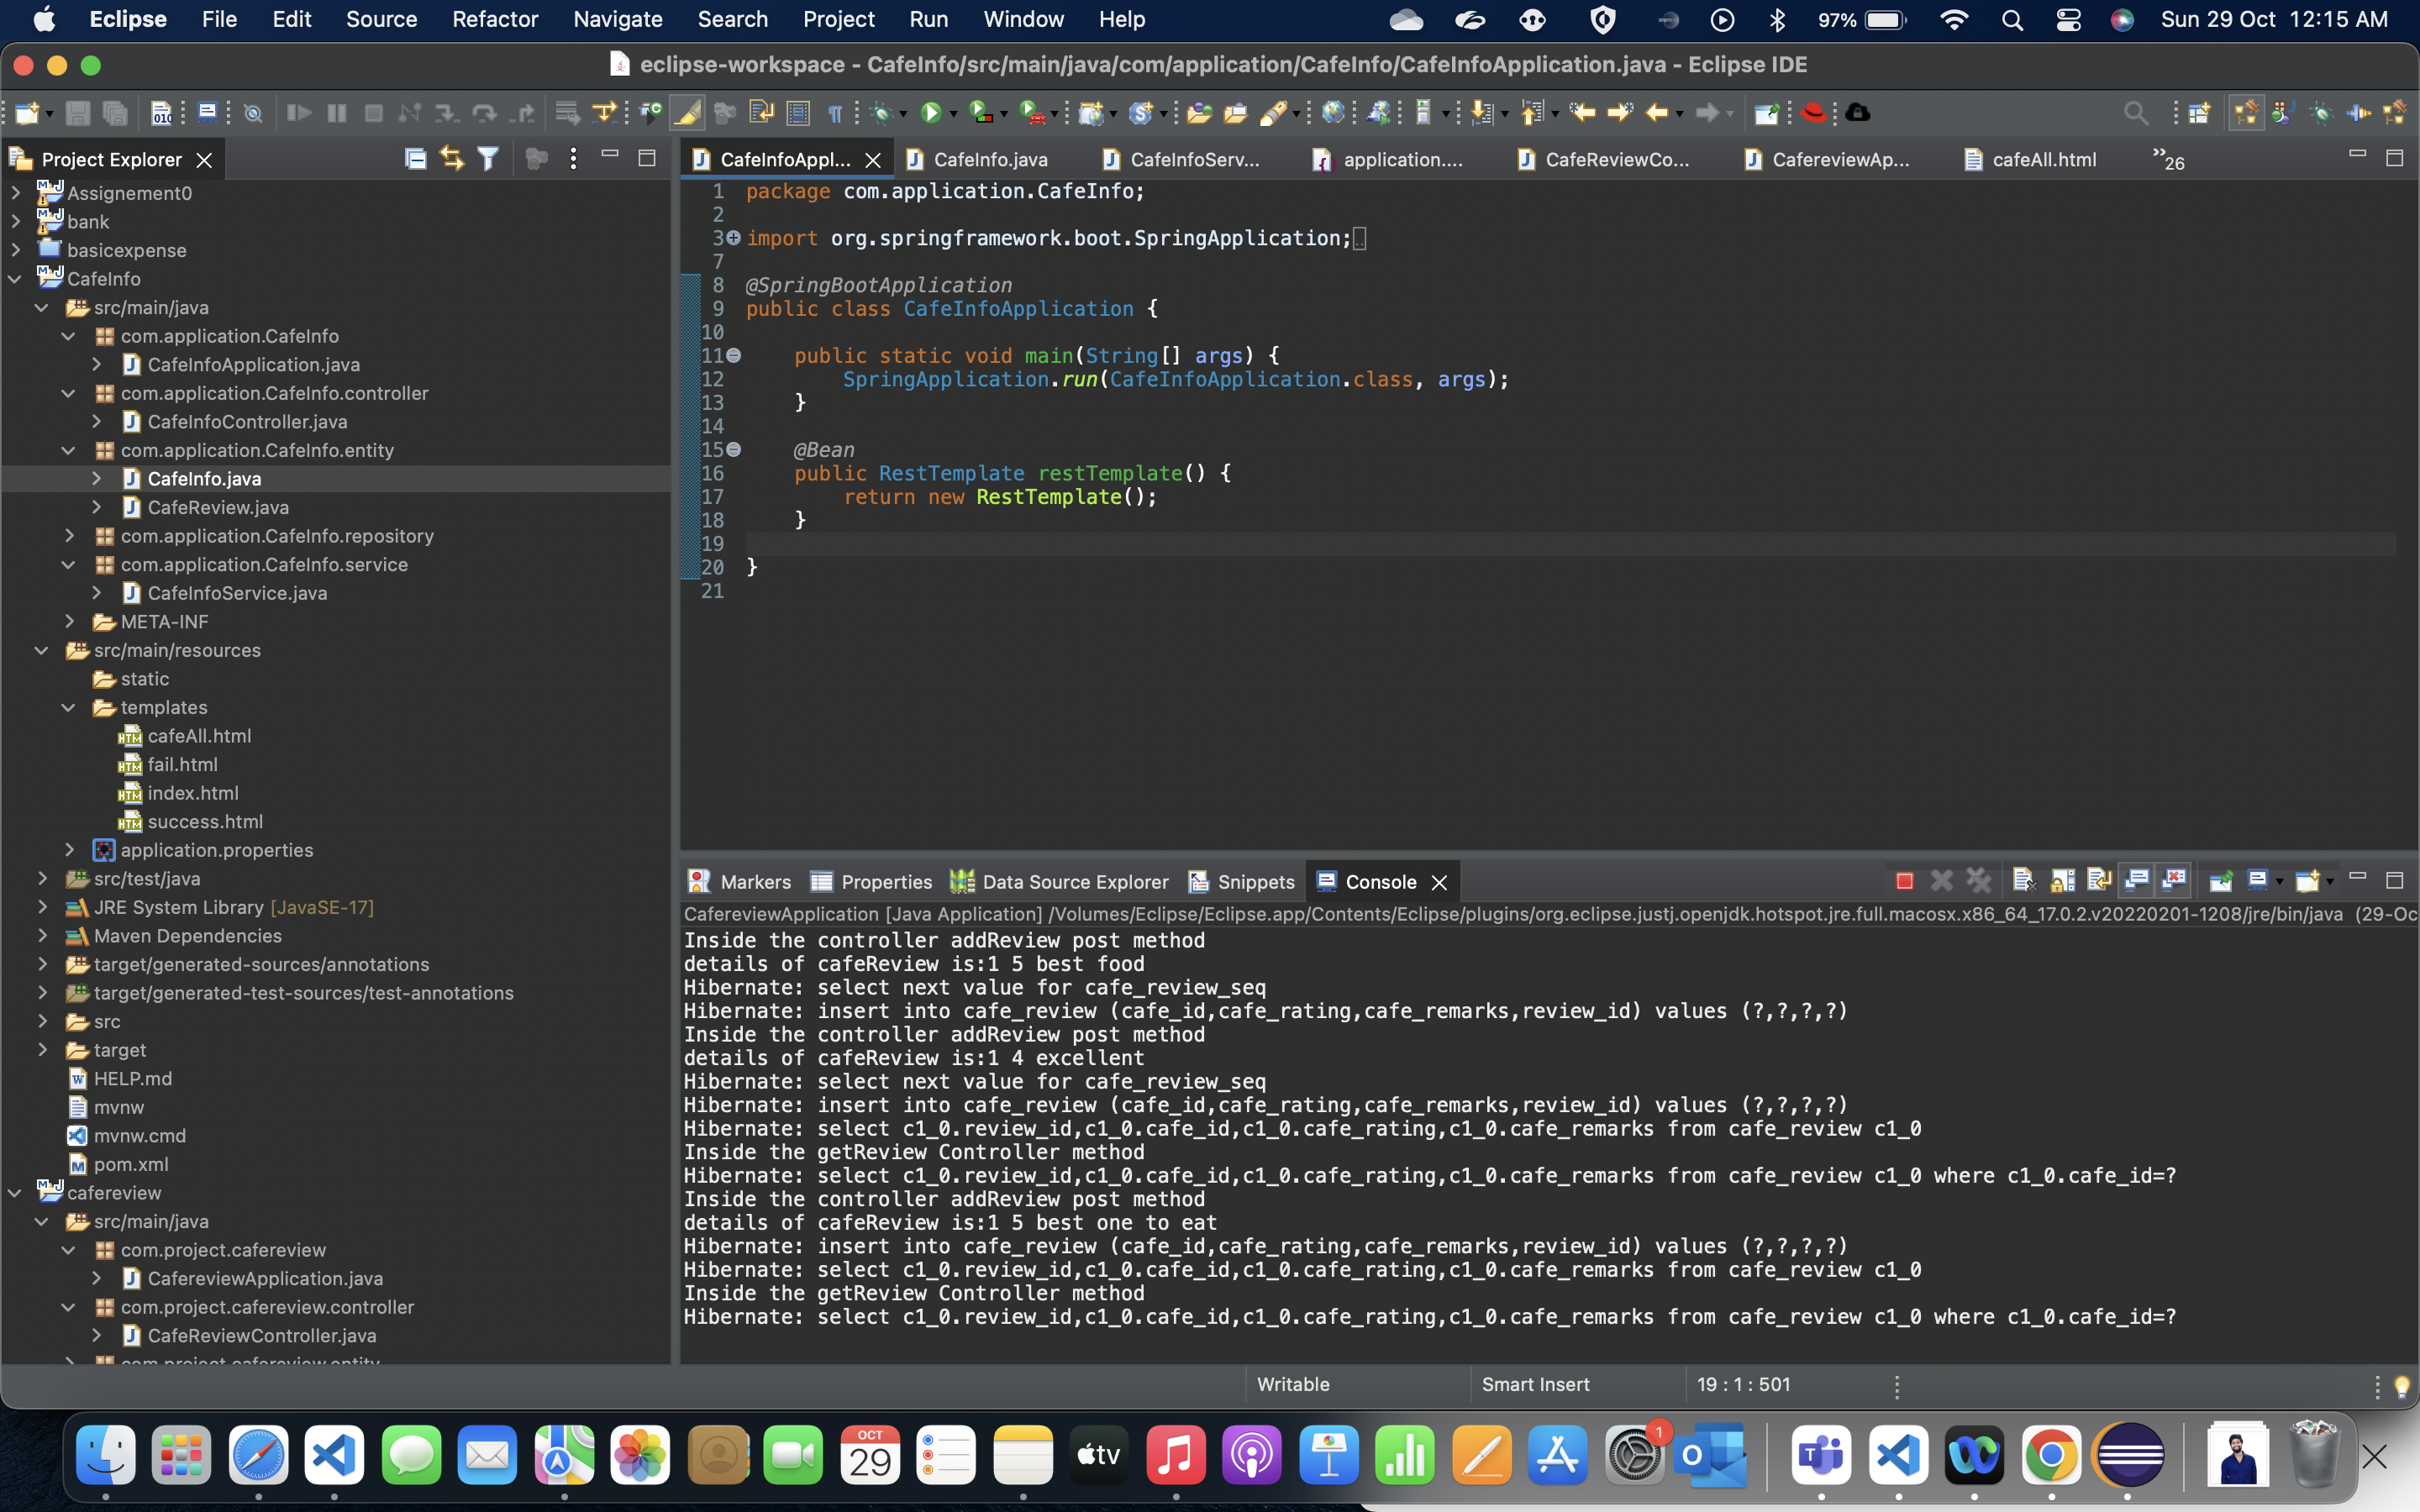 Eclipse File Edit Source Refactor Navigate Search Project Run Window Help 97% Sun 29 Oct 12:15 AM
eclipse-workspace - CafeInfo/src/main/java/com/application/CafeInfo/CafeInfoApplication.java - Eclipse IDE
Project Explorer
Assignement0
bank
basicexpense
CafeInfo
src/main/java
com.application.CafeInfo
CafeInfoApplication.java
com.application.CafeInfo.controller
CafeInfoController.java
com.application.CafeInfo.entity
CafeInfo.java
CafeReview.java
com.application.CafeInfo.repository
com.application.CafeInfo.service
CafeInfoService.java
META-INF
src/main/resources
static
templates
cafeAll.html
fail.html
index.html
success.html
application.properties
src/test/java
JRE System Library [JavaSE-17]
Maven Dependencies
target/generated-sources/annotations
target/generated-test-sources/test-annotations
src
target
HELP.md
mvnw
mvnw.cmd
pom.xml
cafereview
src/main/java
com.project.cafereview
CafereviewApplication.java
com.project.cafereview.controller
CafeReviewController.java
com.project.cafereview.entity
CafeInfoAppl... CafeInfo.java CafeInfoServ... application.... CafeReviewCo... CafereviewAp... cafeAll.html »26
1 package com.application.CafeInfo;
2
3 import org.springframework.boot.SpringApplication;
7
8 @SpringBootApplication
9 public class CafeInfoApplication {
10
11 public static void main(String[] args) {
12 SpringApplication.run(CafeInfoApplication.class, args);
13 }
14
15 @Bean
16 public RestTemplate restTemplate() {
17 return new RestTemplate();
18 }
19
20 }
21
Markers Properties Data Source Explorer Snippets Console
CafereviewApplication [Java Application] /Volumes/Eclipse/Eclipse.app/Contents/Eclipse/plugins/org.eclipse.justj.openjdk.hotspot.jre.full.macosx.x86_64_17.0.2.v20220201-1208/jre/bin/java (29-Oc
Inside the controller addReview post method
details of cafeReview is:1 5 best food
Hibernate: select next value for cafe_review_seq
Hibernate: insert into cafe_review (cafe_id,cafe_rating,cafe_remarks,review_id) values (?,?,?,?)
Inside the controller addReview post method
details of cafeReview is:1 4 excellent
Hibernate: select next value for cafe_review_seq
Hibernate: insert into cafe_review (cafe_id,cafe_rating,cafe_remarks,review_id) values (?,?,?,?)
Hibernate: select c1_0.review_id,c1_0.cafe_id,c1_0.cafe_rating,c1_0.cafe_remarks from cafe_review c1_0
Inside the getReview Controller method
Hibernate: select c1_0.review_id,c1_0.cafe_id,c1_0.cafe_rating,c1_0.cafe_remarks from cafe_review c1_0 where c1_0.cafe_id=?
Inside the controller addReview post method
details of cafeReview is:1 5 best one to eat
Hibernate: insert into cafe_review (cafe_id,cafe_rating,cafe_remarks,review_id) values (?,?,?,?)
Hibernate: select c1_0.review_id,c1_0.cafe_id,c1_0.cafe_rating,c1_0.cafe_remarks from cafe_review c1_0
Inside the getReview Controller method
Hibernate: select c1_0.review_id,c1_0.cafe_id,c1_0.cafe_rating,c1_0.cafe_remarks from cafe_review c1_0 where c1_0.cafe_id=?
Writable Smart Insert 19 : 1 : 501
OCT
29
tv
1